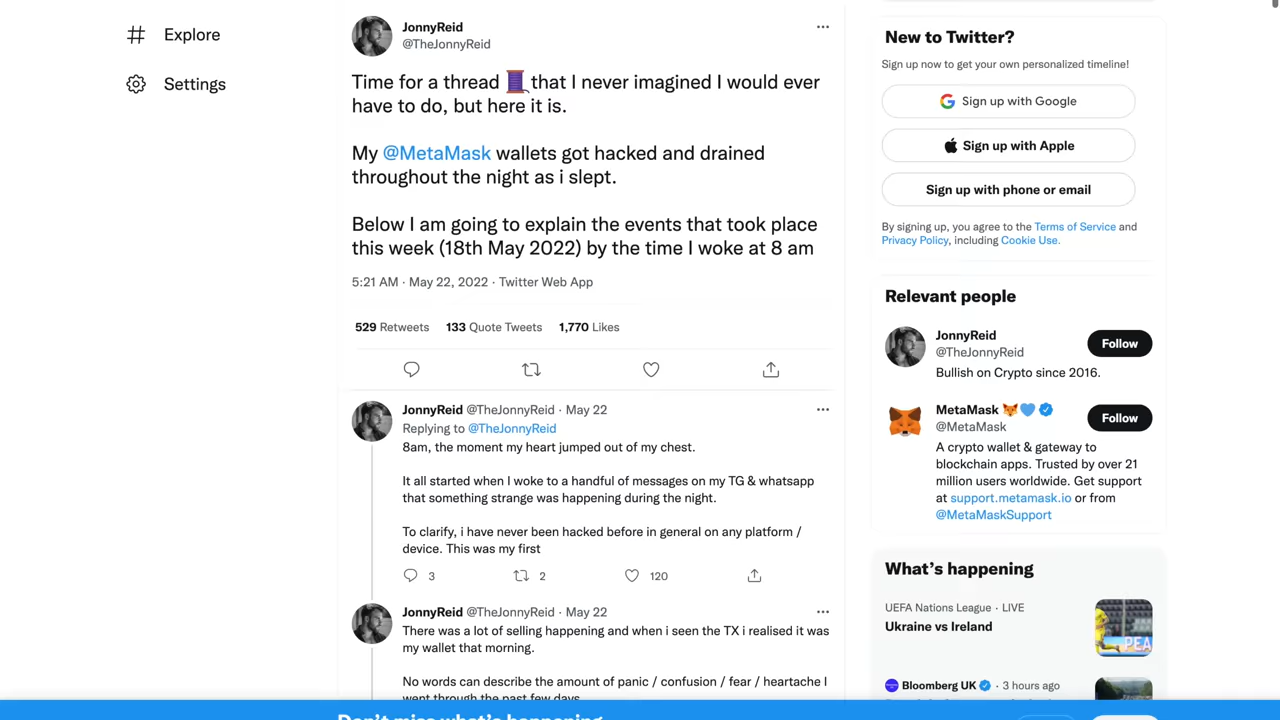 Explore
Settings
JonnyReid
@TheJonnyReid
Time for a thread 🧵 that I never imagined I would ever
have to do, but here it is.
My @MetaMask wallets got hacked and drained
throughout the night as i slept.
Below I am going to explain the events that took place
this week (18th May 2022) by the time I woke at 8 am
5:21 AM · May 22, 2022 · Twitter Web App
529 Retweets 133 Quote Tweets 1,770 Likes
JonnyReid @TheJonnyReid · May 22
Replying to @TheJonnyReid
8am, the moment my heart jumped out of my chest.
It all started when I woke to a handful of messages on my TG & whatsapp
that something strange was happening during the night.
To clarify, i have never been hacked before in general on any platform /
device. This was my first
3 2 120
JonnyReid @TheJonnyReid · May 22
There was a lot of selling happening and when i seen the TX i realised it was
my wallet that morning.
No words can describe the amount of panic / confusion / fear / heartache I
went through the past few days
New to Twitter?
Sign up now to get your own personalized timeline!
Sign up with Google
Sign up with Apple
Sign up with phone or email
By signing up, you agree to the Terms of Service and
Privacy Policy, including Cookie Use.
Relevant people
JonnyReid
@TheJonnyReid
Follow
Bullish on Crypto since 2016.
MetaMask 🦊💙
@MetaMask
Follow
A crypto wallet & gateway to
blockchain apps. Trusted by over 21
million users worldwide. Get support
at support.metamask.io or from
@MetaMaskSupport
What's happening
UEFA Nations League · LIVE
Ukraine vs Ireland
PEA
Bloomberg UK · 3 hours ago
Don't miss what's happening